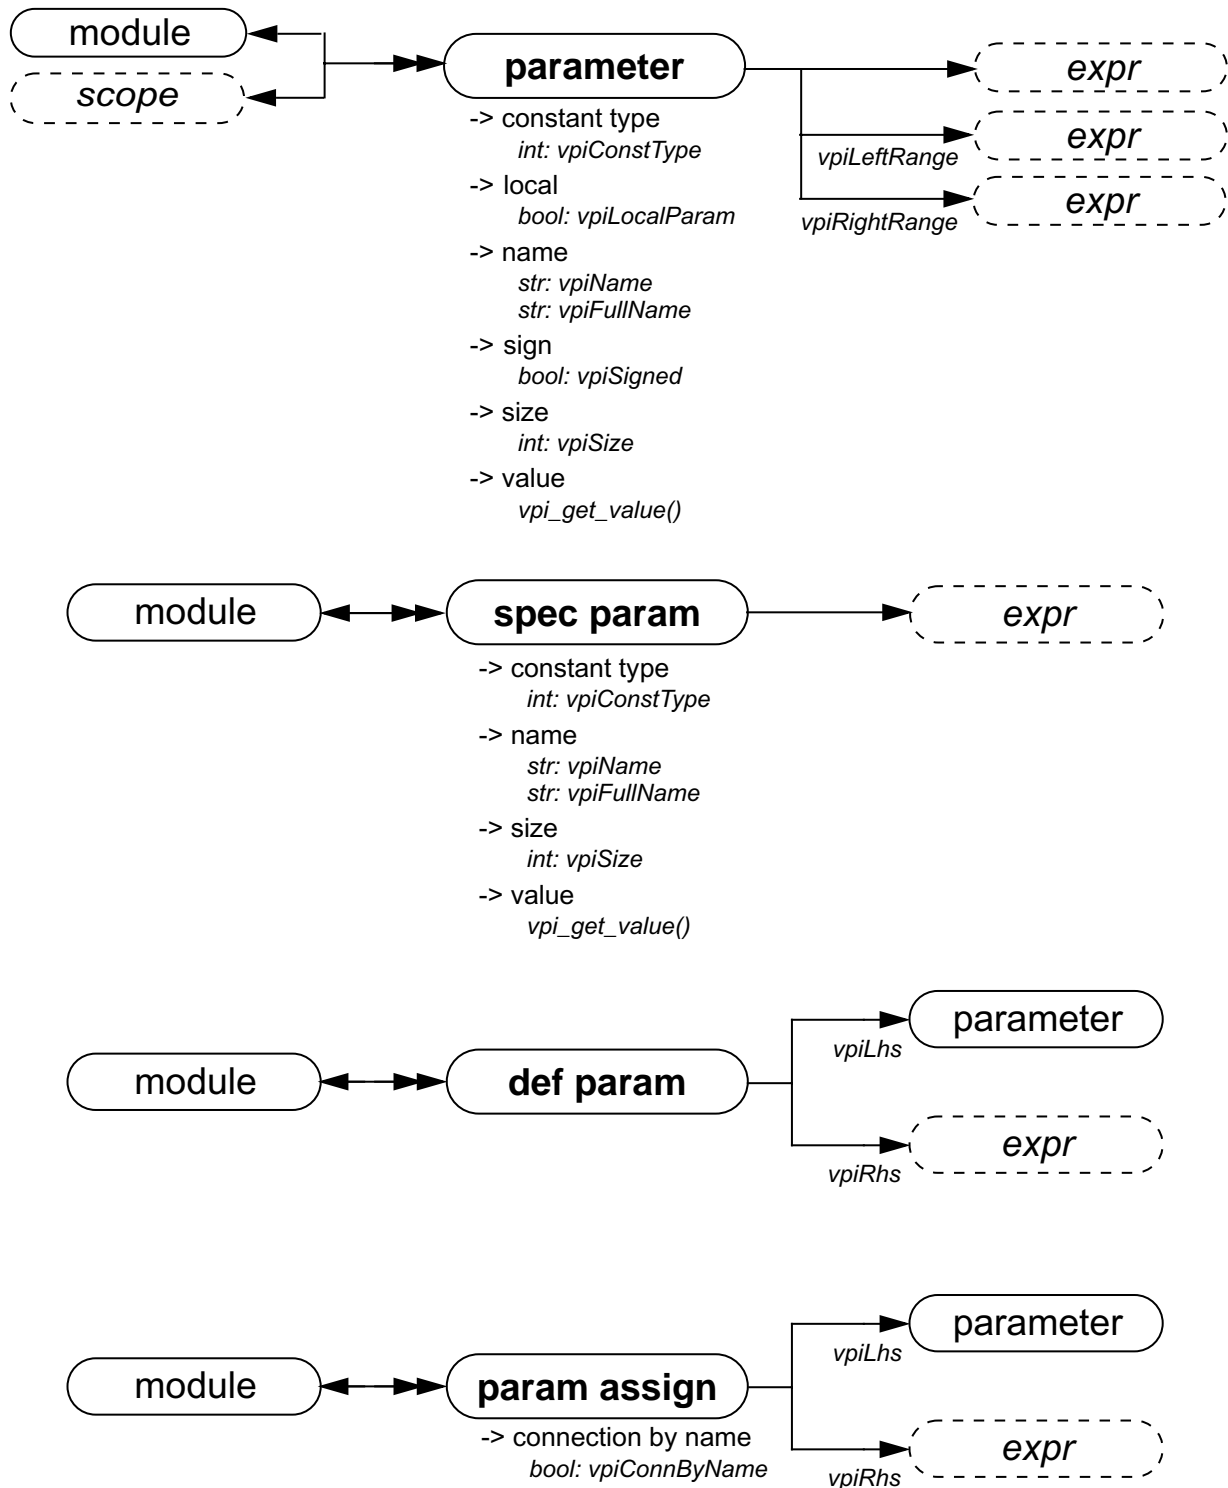 module
scope
parameter
expr
expr
vpiLeftRange
expr
vpiRightRange
-> constant type
int: vpiConstType
-> local
bool: vpiLocalParam
-> name
str: vpiName
str: vpiFullName
-> sign
bool: vpiSigned
-> size
int: vpiSize
-> value
vpi_get_value()
module
spec param
expr
-> constant type
int: vpiConstType
-> name
str: vpiName
str: vpiFullName
-> size
int: vpiSize
-> value
vpi_get_value()
module
def param
parameter
vpiLhs
expr
vpiRhs
module
param assign
parameter
vpiLhs
expr
vpiRhs
-> connection by name
bool: vpiConnByName